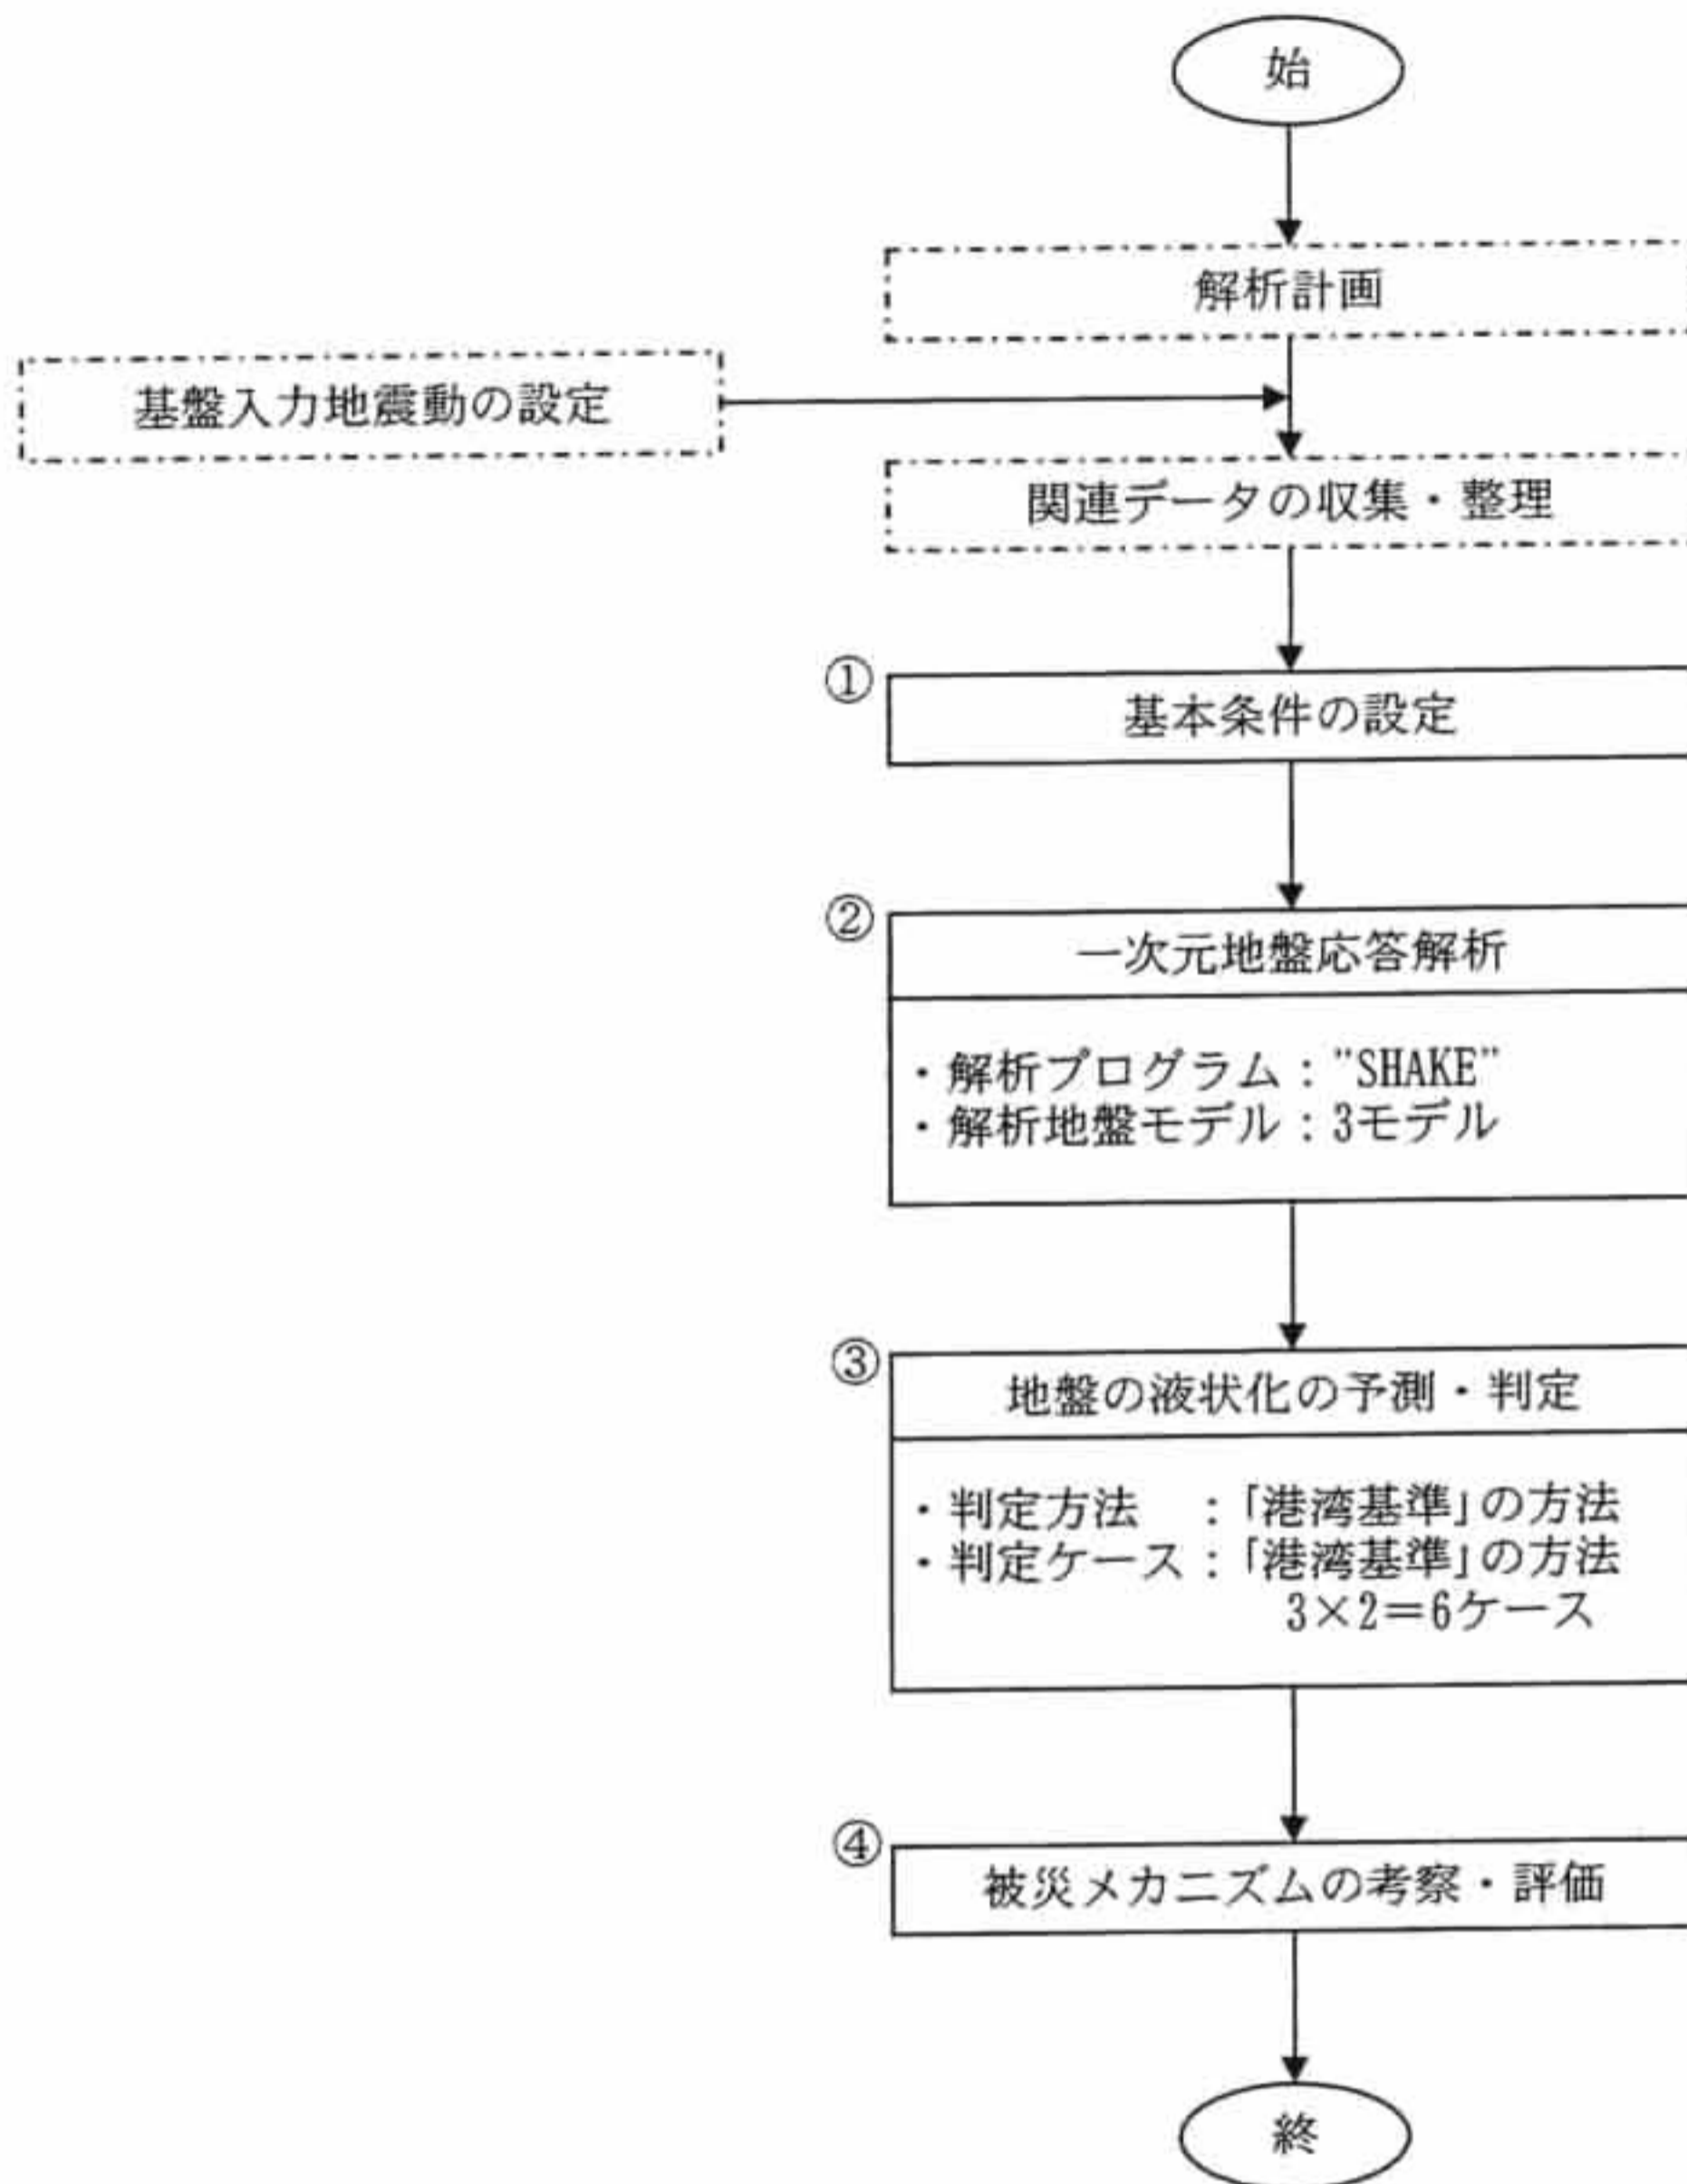 始
解析計画
基盤入力地震動の設定
関連データの収集・整理
①
基本条件の設定
②
一次元地盤応答解析
・解析プログラム："SHAKE"
・解析地盤モデル：3モデル
③
地盤の液状化の予測・判定
・判定方法　：「港湾基準」の方法
・判定ケース：「港湾基準」の方法
3×2＝6ケース
④
被災メカニズムの考察・評価
終